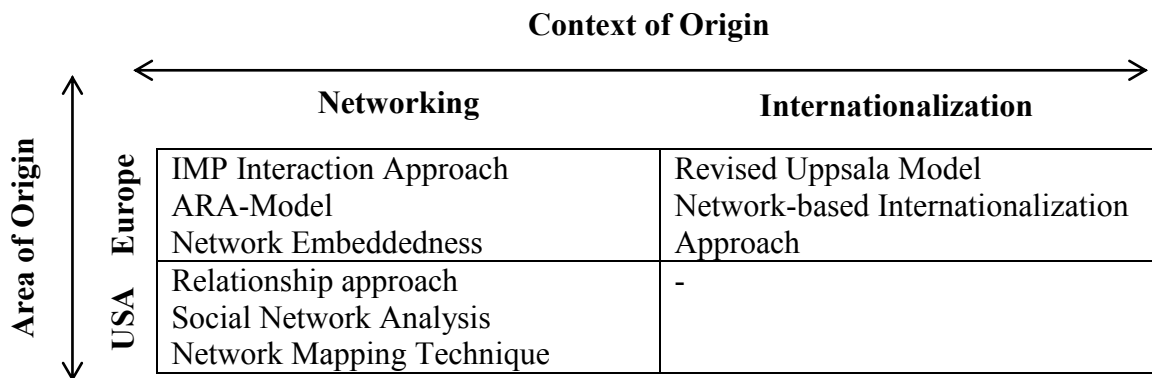 Context of Origin
Networking Internationalization
Area of Origin
Europe
IMP Interaction Approach
ARA-Model
Network Embeddedness
Revised Uppsala Model
Network-based Internationalization
Approach
USA
Relationship approach
Social Network Analysis
Network Mapping Technique
-